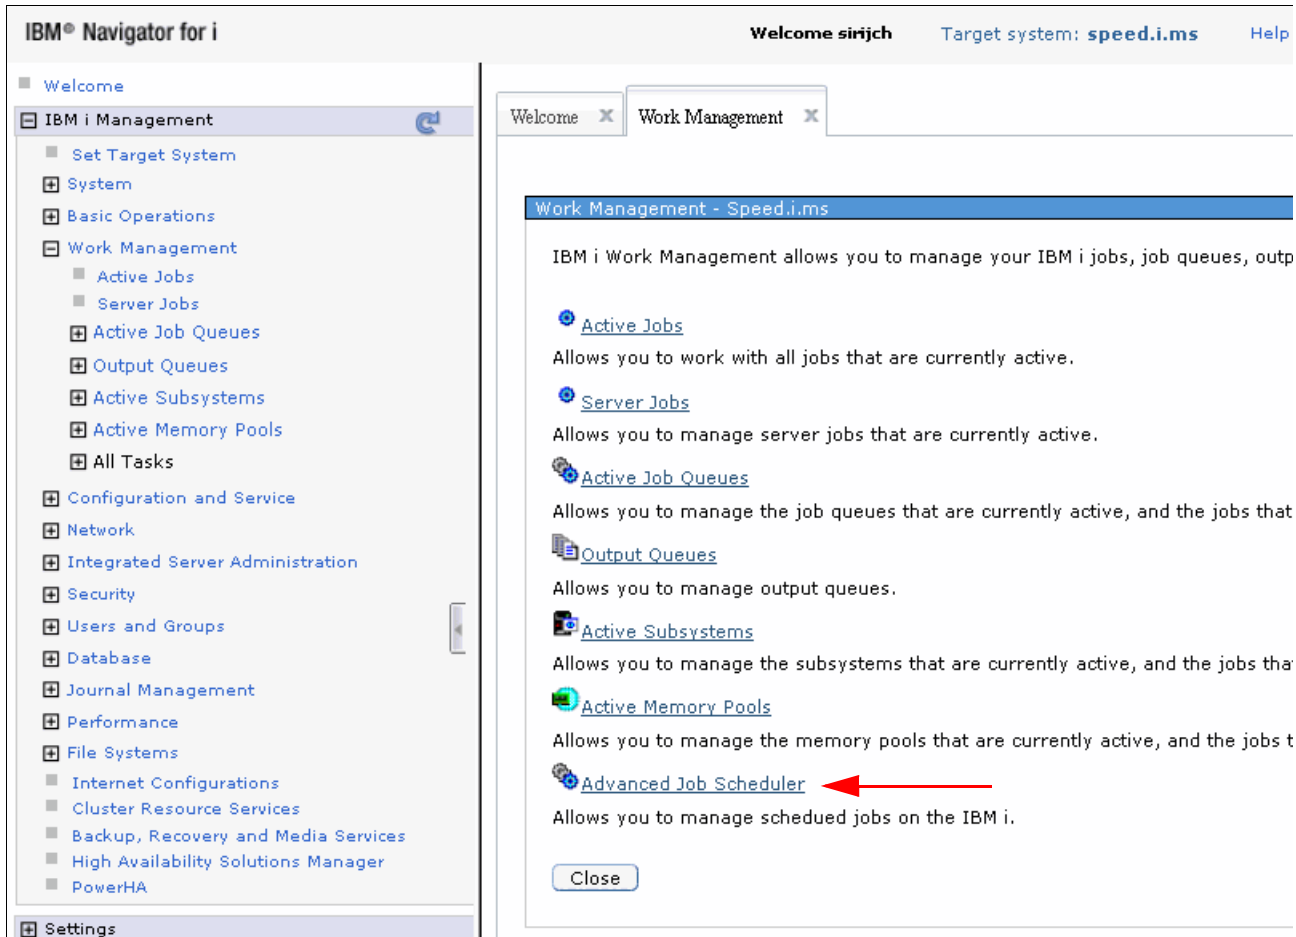 IBM® Navigator for i
Welcome sirijch
Target system: speed.i.ms
Help
Welcome
IBM i Management
Set Target System
System
Basic Operations
Work Management
Active Jobs
Server Jobs
Active Job Queues
Output Queues
Active Subsystems
Active Memory Pools
All Tasks
Configuration and Service
Network
Integrated Server Administration
Security
Users and Groups
Database
Journal Management
Performance
File Systems
Internet Configurations
Cluster Resource Services
Backup, Recovery and Media Services
High Availability Solutions Manager
PowerHA
Settings
Welcome X
Work Management X
Work Management - Speed.i.ms
IBM i Work Management allows you to manage your IBM i jobs, job queues, outp
Active Jobs
Allows you to work with all jobs that are currently active.
Server Jobs
Allows you to manage server jobs that are currently active.
Active Job Queues
Allows you to manage the job queues that are currently active, and the jobs that
Output Queues
Allows you to manage output queues.
Active Subsystems
Allows you to manage the subsystems that are currently active, and the jobs tha
Active Memory Pools
Allows you to manage the memory pools that are currently active, and the jobs t
Advanced Job Scheduler
Allows you to manage schedued jobs on the IBM i.
Close